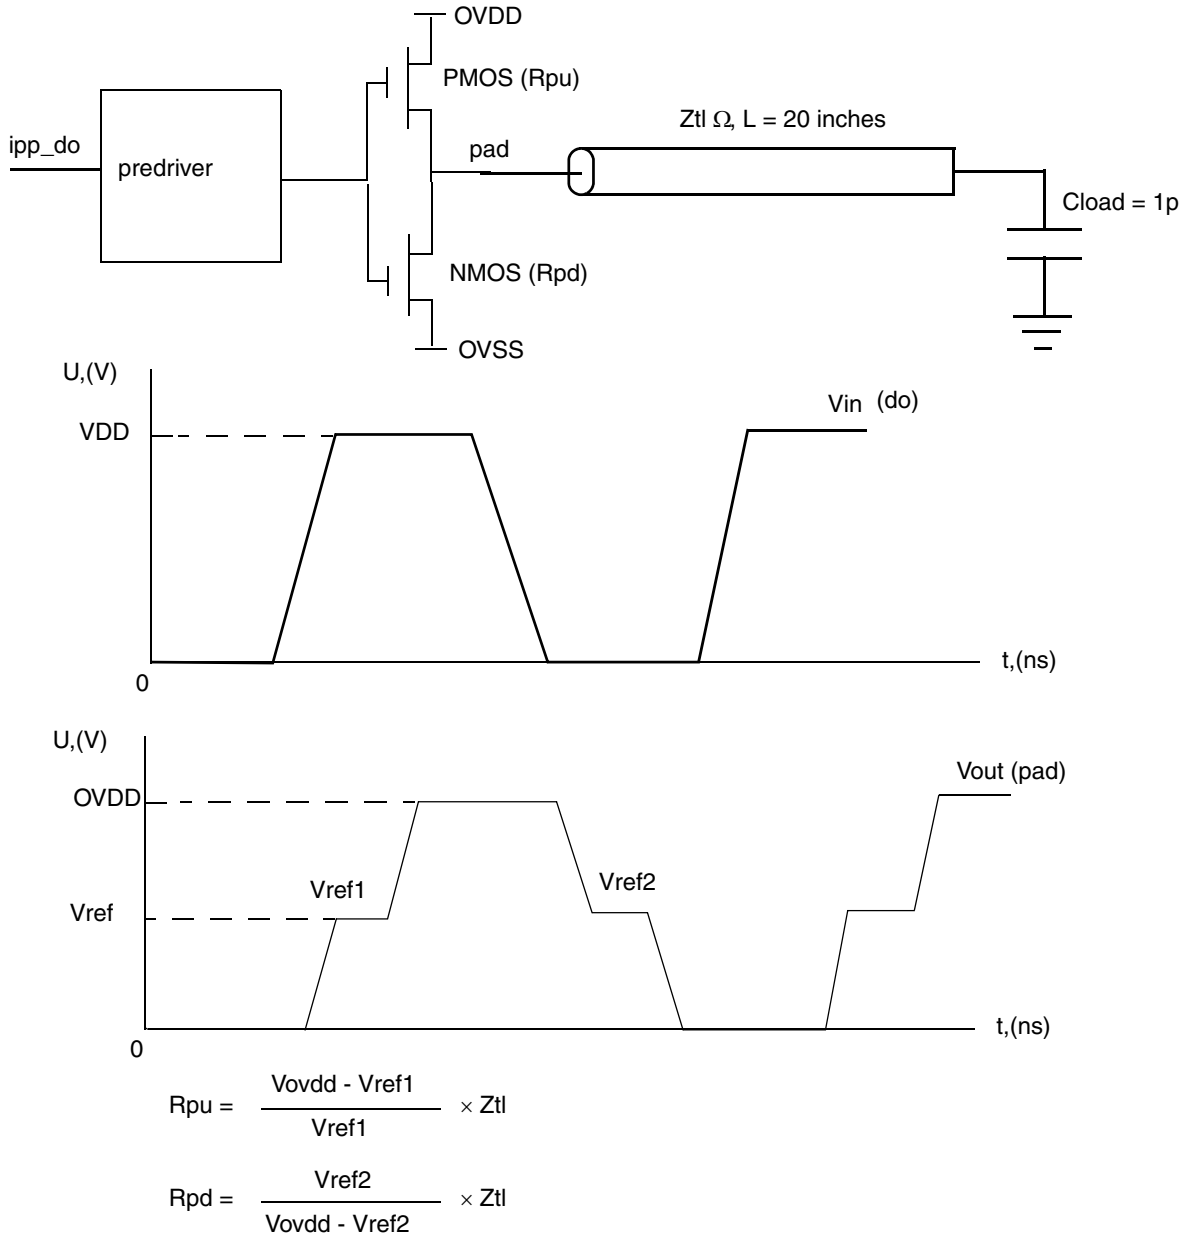 OVDD
PMOS (Rpu)
Ztl Ω, L = 20 inches
ipp_do
predriver
pad
Cload = 1p
NMOS (Rpd)
OVSS
U,(V)
VDD
Vin (do)
t,(ns)
0
U,(V)
Vout (pad)
OVDD
Vref1
Vref2
Vref
t,(ns)
0
Vovdd - Vref1
Rpu = × Ztl
Vref1
Vref2
Rpd = × Ztl
Vovdd - Vref2